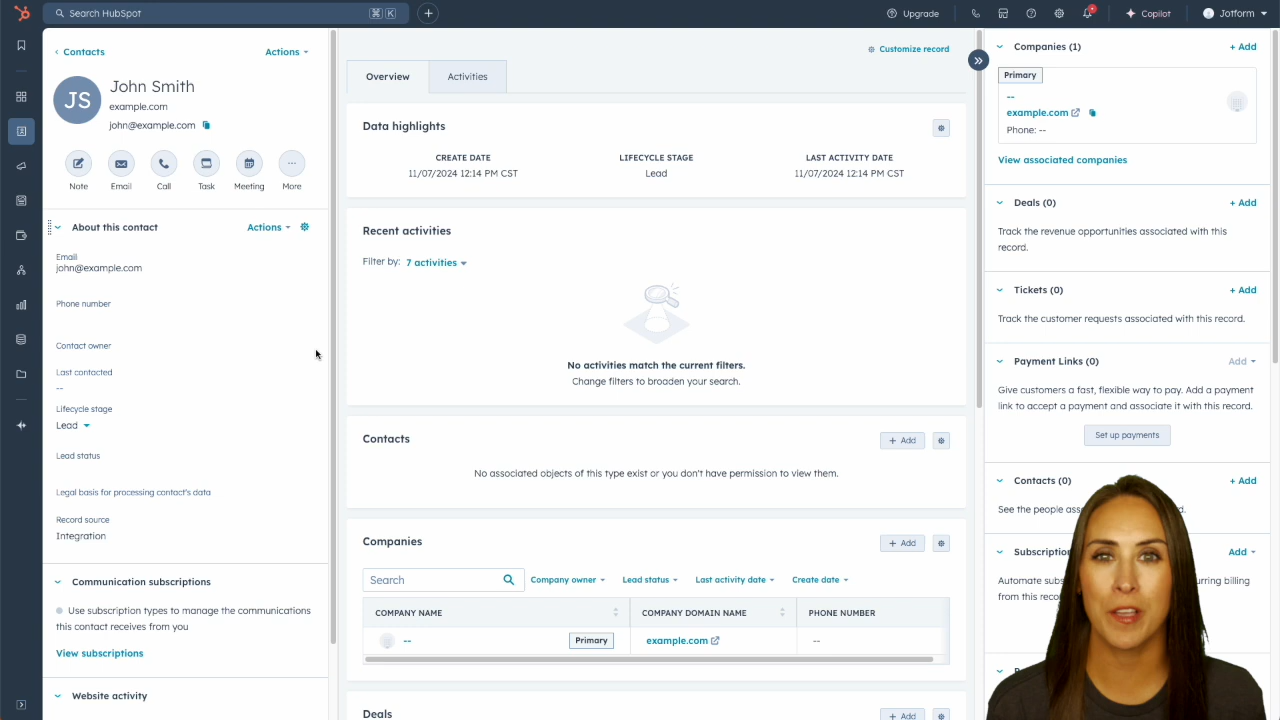 Search HubSpot
⌘ K
Upgrade
Copilot
Jotform
Contacts
Actions
JS
John Smith
example.com
john@example.com
Note
Email
Call
Task
Meeting
More
About this contact
Actions
Email
john@example.com
Phone number
Contact owner
Last contacted
--
Lifecycle stage
Lead
Lead status
Legal basis for processing contact's data
Record source
Integration
Communication subscriptions
Use subscription types to manage the communications
this contact receives from you
View subscriptions
Website activity
Customize record
Overview
Activities
Data highlights
CREATE DATE
11/07/2024 12:14 PM CST
LIFECYCLE STAGE
Lead
LAST ACTIVITY DATE
11/07/2024 12:14 PM CST
Recent activities
Filter by: 7 activities
No activities match the current filters.
Change filters to broaden your search.
Contacts
+ Add
No associated objects of this type exist or you don't have permission to view them.
Companies
+ Add
Search
Company owner
Lead status
Last activity date
Create date
COMPANY NAME
COMPANY DOMAIN NAME
PHONE NUMBER
--
Primary
example.com
--
Deals
+ Add
Companies (1)
+ Add
Primary
--
example.com
Phone: --
View associated companies
Deals (0)
+ Add
Track the revenue opportunities associated with this
record.
Tickets (0)
+ Add
Track the customer requests associated with this record.
Payment Links (0)
Add
Give customers a fast, flexible way to pay. Add a payment
link to accept a payment and associate it with this record.
Set up payments
Contacts (0)
+ Add
See the people
Add
from this